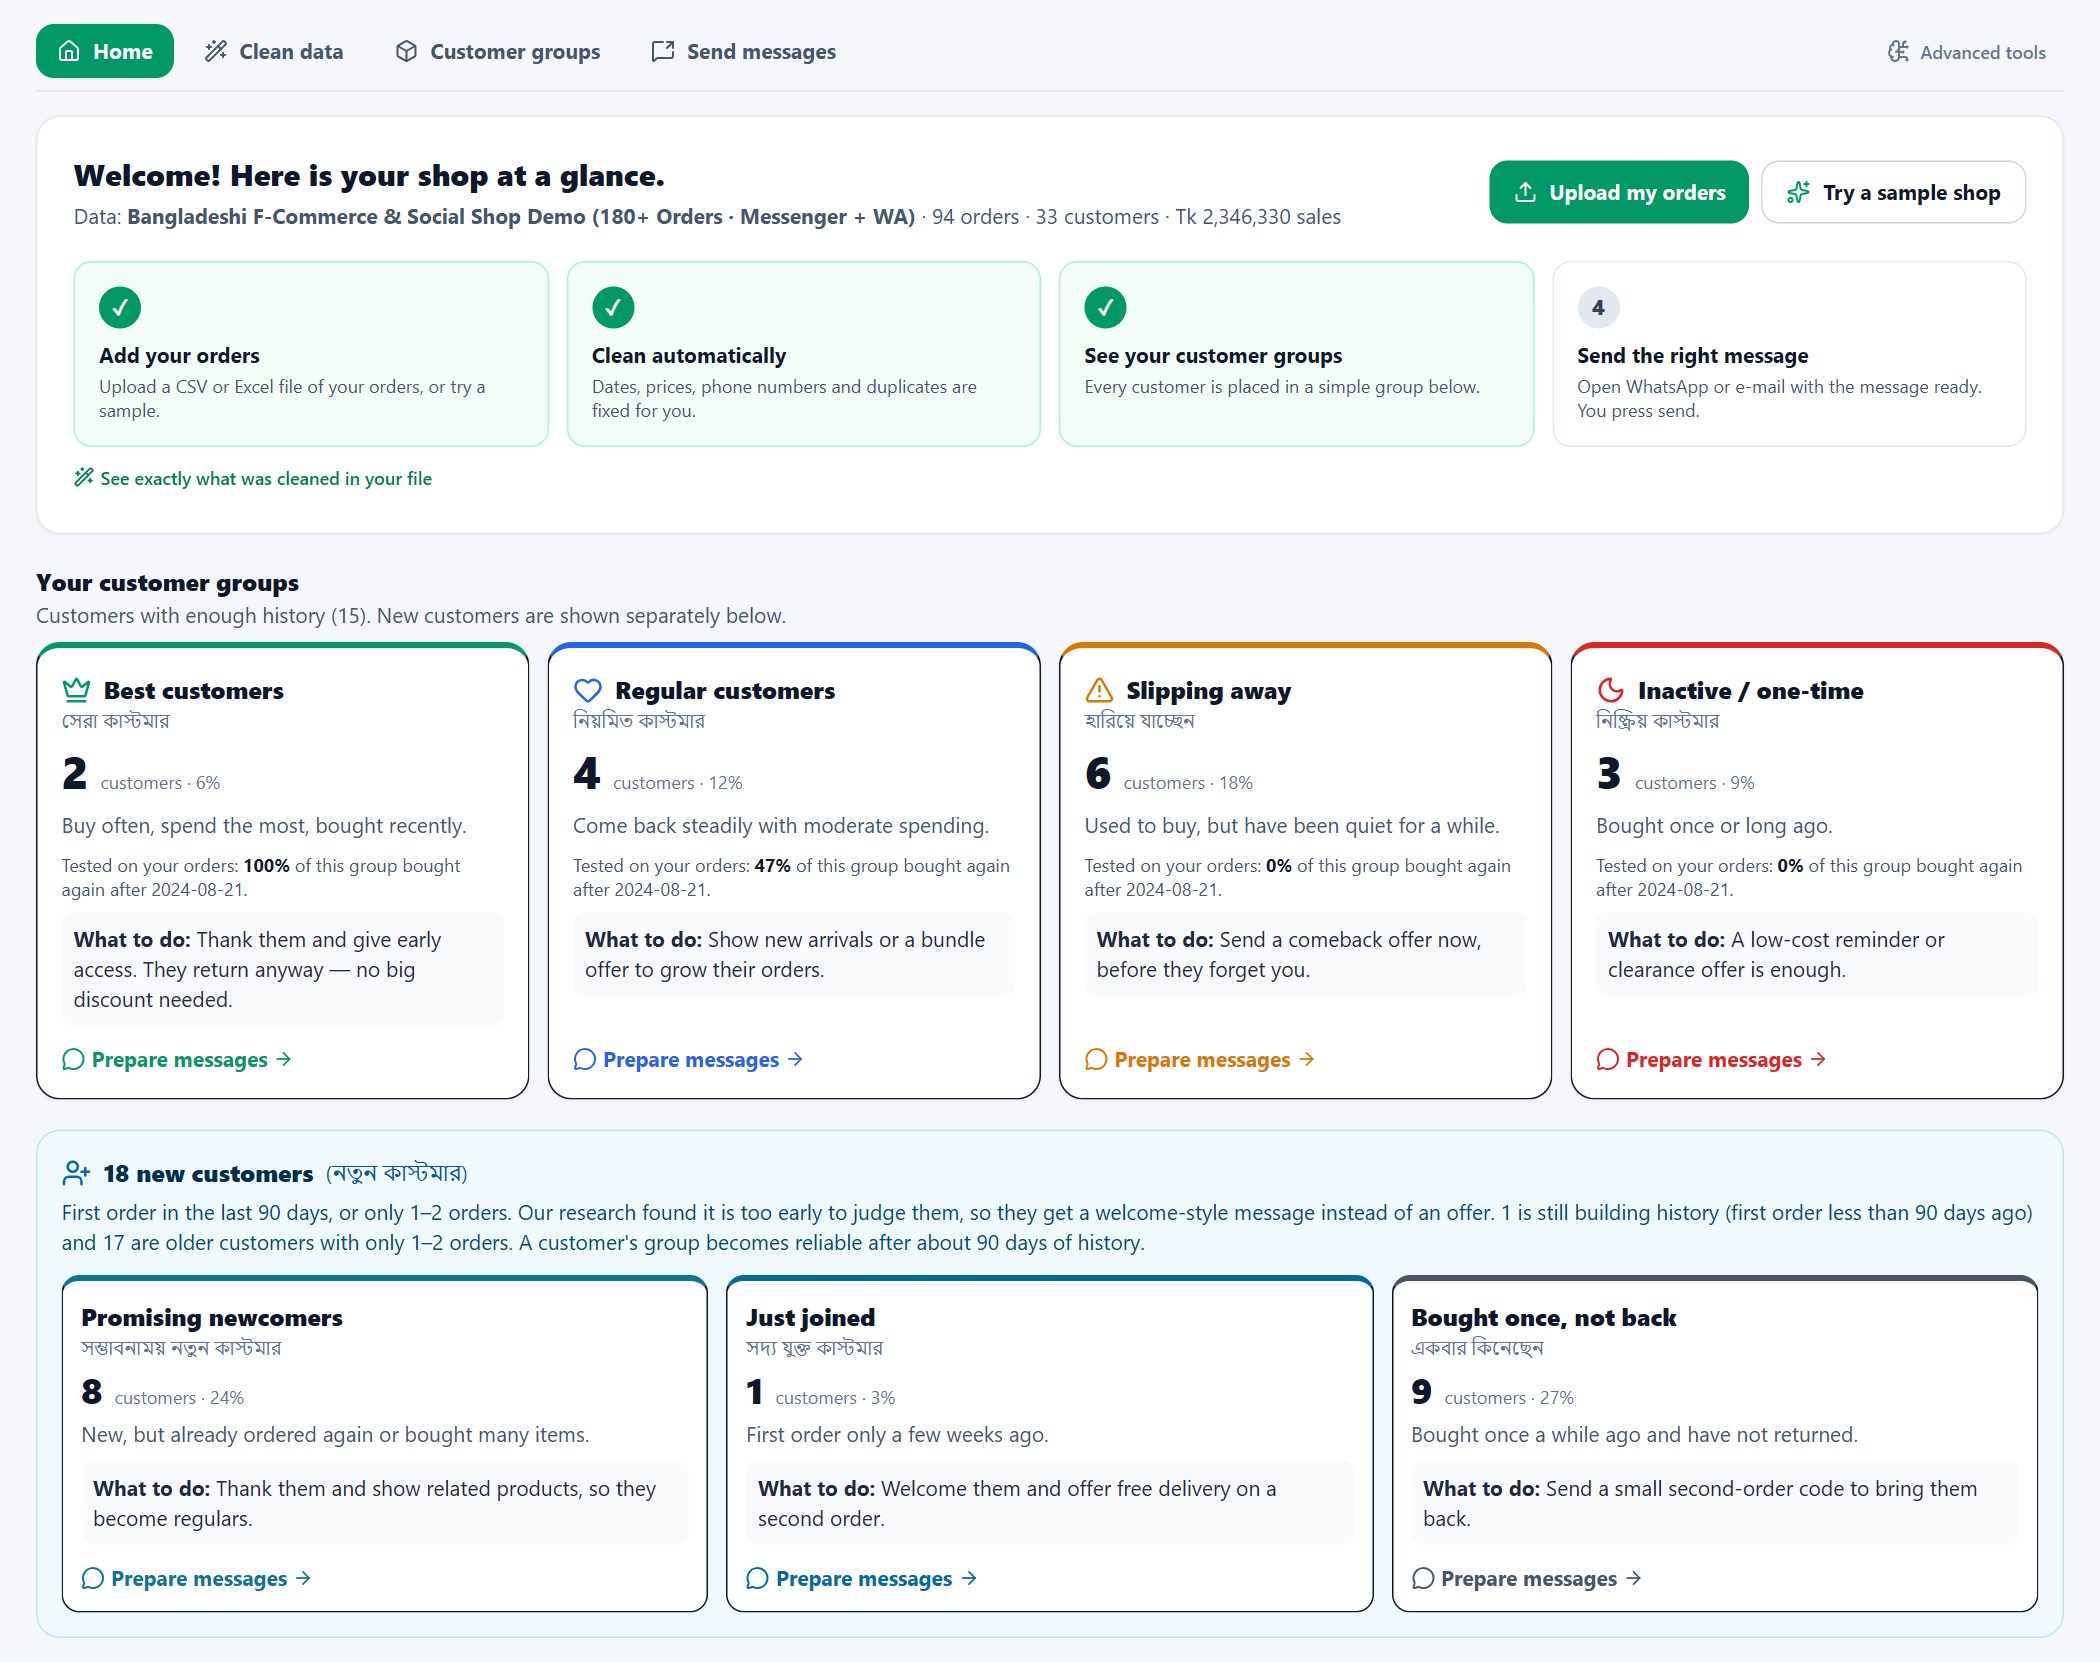 Home
Clean data
Customer groups
Send messages
Advanced tools
Welcome! Here is your shop at a glance.
Data: Bangladeshi F-Commerce & Social Shop Demo (180+ Orders · Messenger + WA) · 94 orders · 33 customers · Tk 2,346,330 sales
Upload my orders
Try a sample shop
Add your orders
Upload a CSV or Excel file of your orders, or try a
sample.
Clean automatically
Dates, prices, phone numbers and duplicates are
fixed for you.
See your customer groups
Every customer is placed in a simple group below.
4
Send the right message
Open WhatsApp or e-mail with the message ready.
You press send.
See exactly what was cleaned in your file
Your customer groups
Customers with enough history (15). New customers are shown separately below.
Best customers
সেরা কাস্টমার
2 customers · 6%
Buy often, spend the most, bought recently.
Tested on your orders: 100% of this group bought
again after 2024-08-21.
What to do: Thank them and give early
access. They return anyway — no big
discount needed.
Prepare messages →
Regular customers
নিয়মিত কাস্টমার
4 customers · 12%
Come back steadily with moderate spending.
Tested on your orders: 47% of this group bought again
after 2024-08-21.
What to do: Show new arrivals or a bundle
offer to grow their orders.
Prepare messages →
Slipping away
হারিয়ে যাচ্ছেন
6 customers · 18%
Used to buy, but have been quiet for a while.
Tested on your orders: 0% of this group bought again
after 2024-08-21.
What to do: Send a comeback offer now,
before they forget you.
Prepare messages →
Inactive / one-time
নিষ্ক্রিয় কাস্টমার
3 customers · 9%
Bought once or long ago.
Tested on your orders: 0% of this group bought again
after 2024-08-21.
What to do: A low-cost reminder or
clearance offer is enough.
Prepare messages →
18 new customers (নতুন কাস্টমার)
First order in the last 90 days, or only 1–2 orders. Our research found it is too early to judge them, so they get a welcome-style message instead of an offer. 1 is still building history (first order less than 90 days ago)
and 17 are older customers with only 1–2 orders. A customer's group becomes reliable after about 90 days of history.
Promising newcomers
সম্ভাবনাময় নতুন কাস্টমার
8 customers · 24%
New, but already ordered again or bought many items.
What to do: Thank them and show related products, so they
become regulars.
Prepare messages →
Just joined
সদ্য যুক্ত কাস্টমার
1 customers · 3%
First order only a few weeks ago.
What to do: Welcome them and offer free delivery on a
second order.
Prepare messages →
Bought once, not back
একবার কিনেছেন
9 customers · 27%
Bought once a while ago and have not returned.
What to do: Send a small second-order code to bring them
back.
Prepare messages →